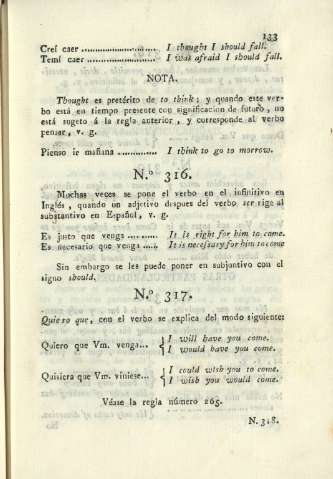 133
Creí caer .................... I thought I should fall.
Temí caer .................... I was afraid I should fall.
NOTA.
Thought es pretérito de to think; y quando este ver-
bo está en tiempo presente con significacion de futuro, no
está sugeto á la regla anterior, y corresponde al verbo
pensar, v. g.
Pienso ir mañana .............. I think to go to morrow.
N.º 316.
Muchas veces se pone el verbo en el infinitivo en
Inglés, quando un adjetivo despues del verbo ser rige al
substantivo en Español, v. g.
Es justo que venga ...... It is right for him to come.
Es necesario que venga ...... It is necessary for him to come
Sin embargo se les puede poner en subjuntivo con el
signo should.
N.º 317.
Quiero que, con el verbo se explica del modo siguiente:
Quiero que Vm. venga... { I will have you come.
I would have you come.
Quisiera que Vm. viniese... { I could wish you to come.
I wish you would come.
Véase la regla número 265.
N. 318.